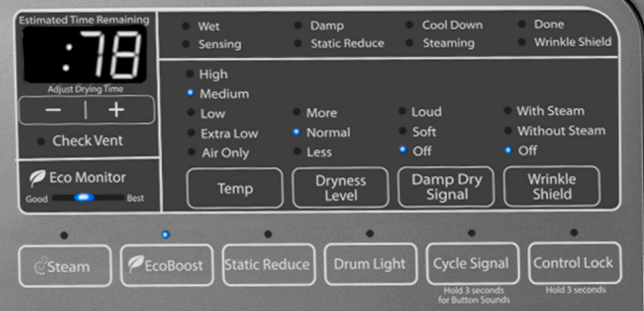 Estimated Time Remaining
:78
Adjust Drying Time
− | +
Check Vent
Eco Monitor
Good Best
Wet Damp Cool Down Done
Sensing Static Reduce Steaming Wrinkle Shield
High
Medium
Low More Loud With Steam
Extra Low Normal Soft Without Steam
Air Only Less Off Off
Temp Dryness Level Damp Dry Signal Wrinkle Shield
Steam EcoBoost Static Reduce Drum Light Cycle Signal Control Lock
Hold 3 seconds for Button Sounds Hold 3 seconds